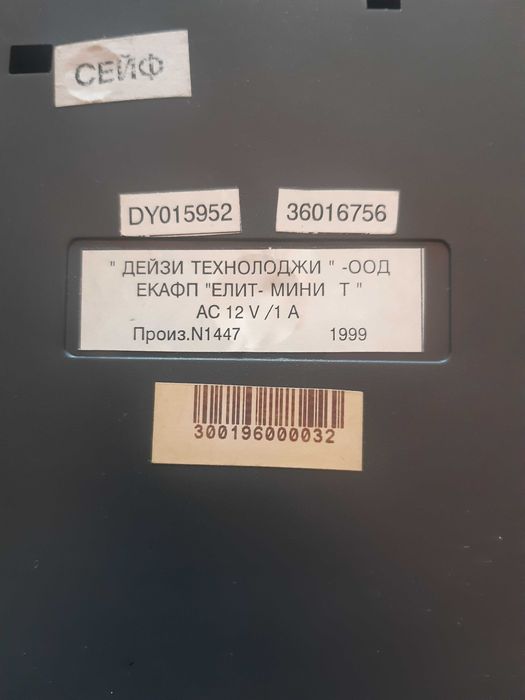 СЕЙФ
DY015952
36016756
" ДЕЙЗИ ТЕХНОЛОДЖИ " -ООД
ЕКАФП "ЕЛИТ- МИНИ Т "
AC 12 V /1 A
Произ.N1447 1999
300196000032